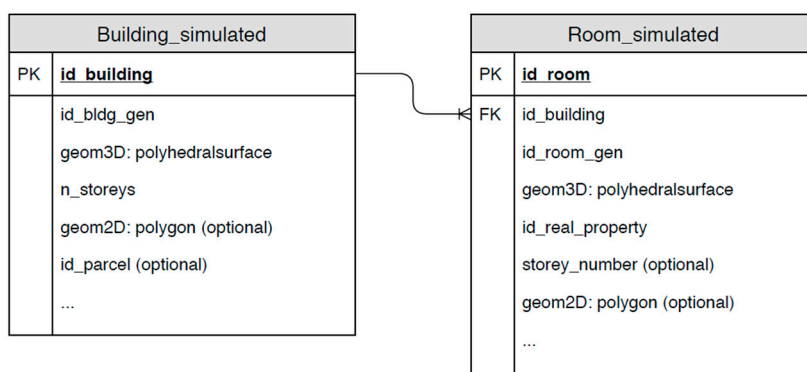 Building_simulated
PK id_building
id_bldg_gen
geom3D: polyhedralsurface
n_storeys
geom2D: polygon (optional)
id_parcel (optional)
...
Room_simulated
PK id_room
FK id_building
id_room_gen
geom3D: polyhedralsurface
id_real_property
storey_number (optional)
geom2D: polygon (optional)
...